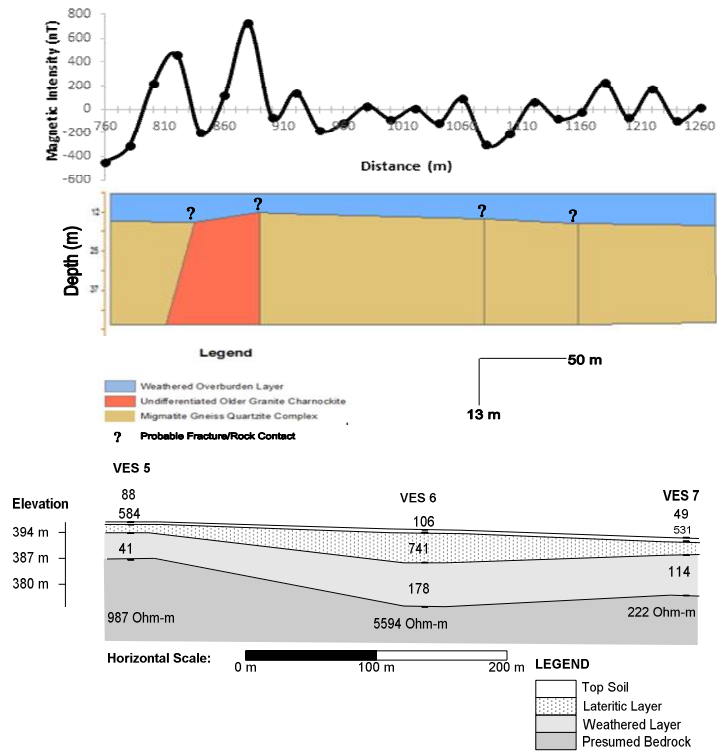 800
600
400
200
0
-200
-400
-600
Magnetic Intensity (nT)
760 810 860 910 960 1010 1060 1110 1160 1210 1260
Distance (m)
Depth (m)
12
25
37
? ? ? ?
Legend
Weathered Overburden Layer
Undifferentiated Older Granite Charnockite
Migmatite Gneiss Quartzite Complex
? Probable Fracture/Rock Contact
50 m
13 m
VES 5
VES 6
VES 7
Elevation
88
584
106
49
531
394 m
387 m
380 m
41
741
178
114
987 Ohm-m
5594 Ohm-m
222 Ohm-m
Horizontal Scale:
0 m 100 m 200 m
LEGEND
Top Soil
Lateritic Layer
Weathered Layer
Presumed Bedrock